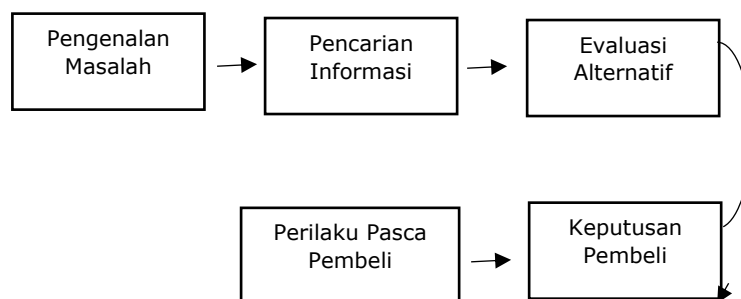 Pengenalan
Masalah
Pencarian
Informasi
Evaluasi
Alternatif
Perilaku Pasca
Pembeli
Keputusan
Pembeli